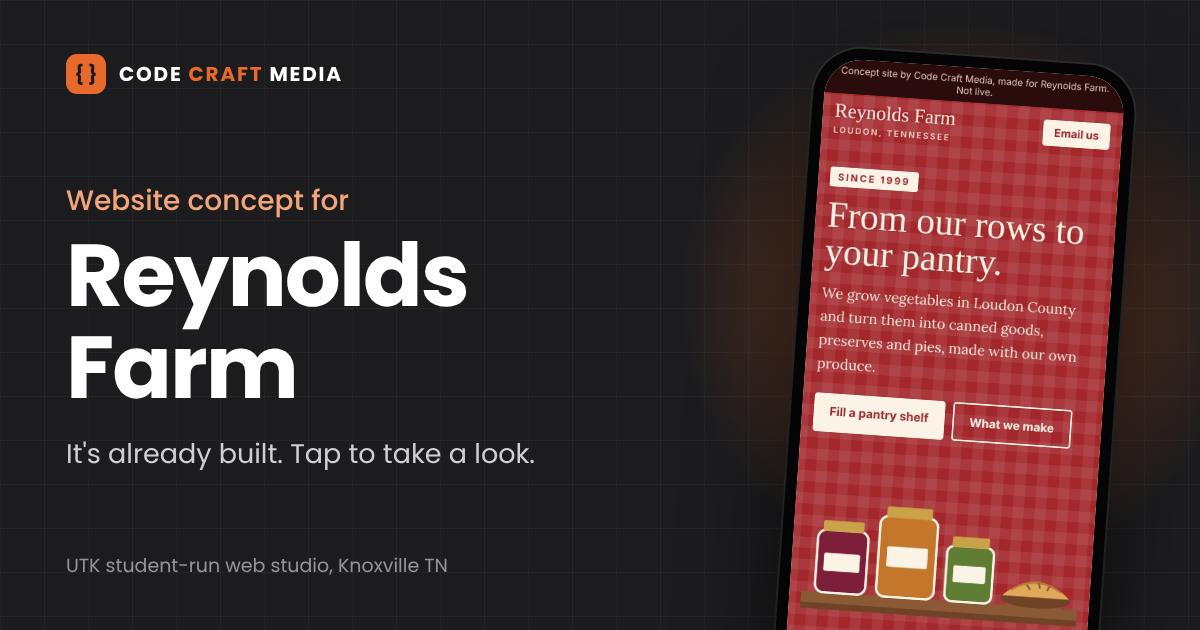 { } CODE CRAFT MEDIA
Website concept for
Reynolds
Farm
It's already built. Tap to take a look.
UTK student-run web studio, Knoxville TN
Concept site by Code Craft Media, made for Reynolds Farm.
Not live.
Reynolds Farm
LOUDON, TENNESSEE
Email us
SINCE 1999
From our rows to
your pantry.
We grow vegetables in Loudon County
and turn them into canned goods,
preserves and pies, made with our own
produce.
Fill a pantry shelf
What we make